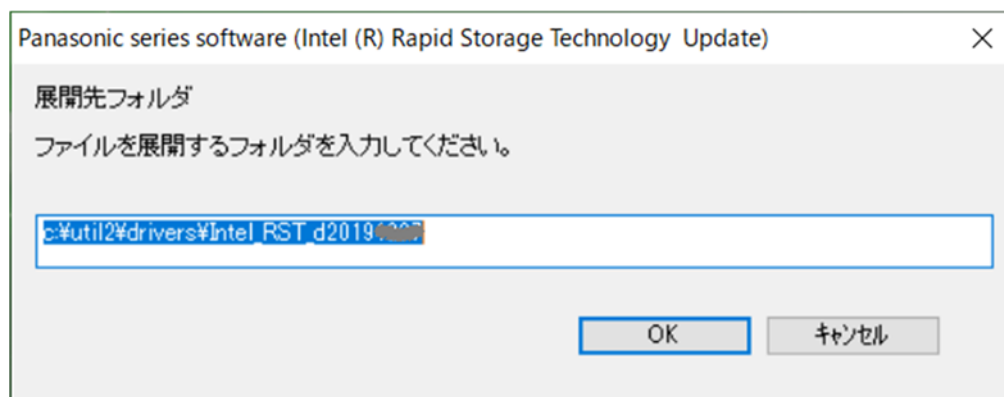 Panasonic series software (Intel (R) Rapid Storage Technology Update)
展開先フォルダ
ファイルを展開するフォルダを入力してください。
c:¥util2¥drivers¥Intel_RST_d2019
OK
キャンセル